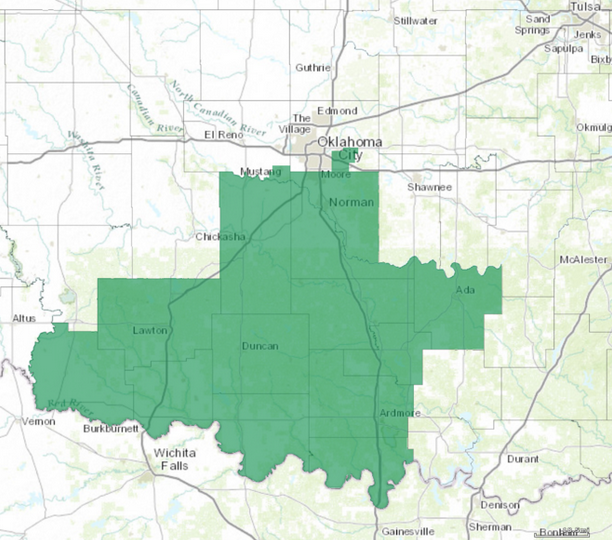 Tulsa
Stillwater
Sand
Springs
Jenks
Sapulpa
Bixb
Guthrie
North Canadian River
Canadian River
Edmond
The
Village
Okmulg
El Reno
Washita River
Oklahoma
City
Mustang
Moore
Shawnee
Norman
Chickasha
McAlester
Ada
Altus
Lawton
Duncan
Red River
Ardmore
Vernon
Burkburnett
Wichita
Falls
Durant
Denison
Sherman
Gainesville
Bonham